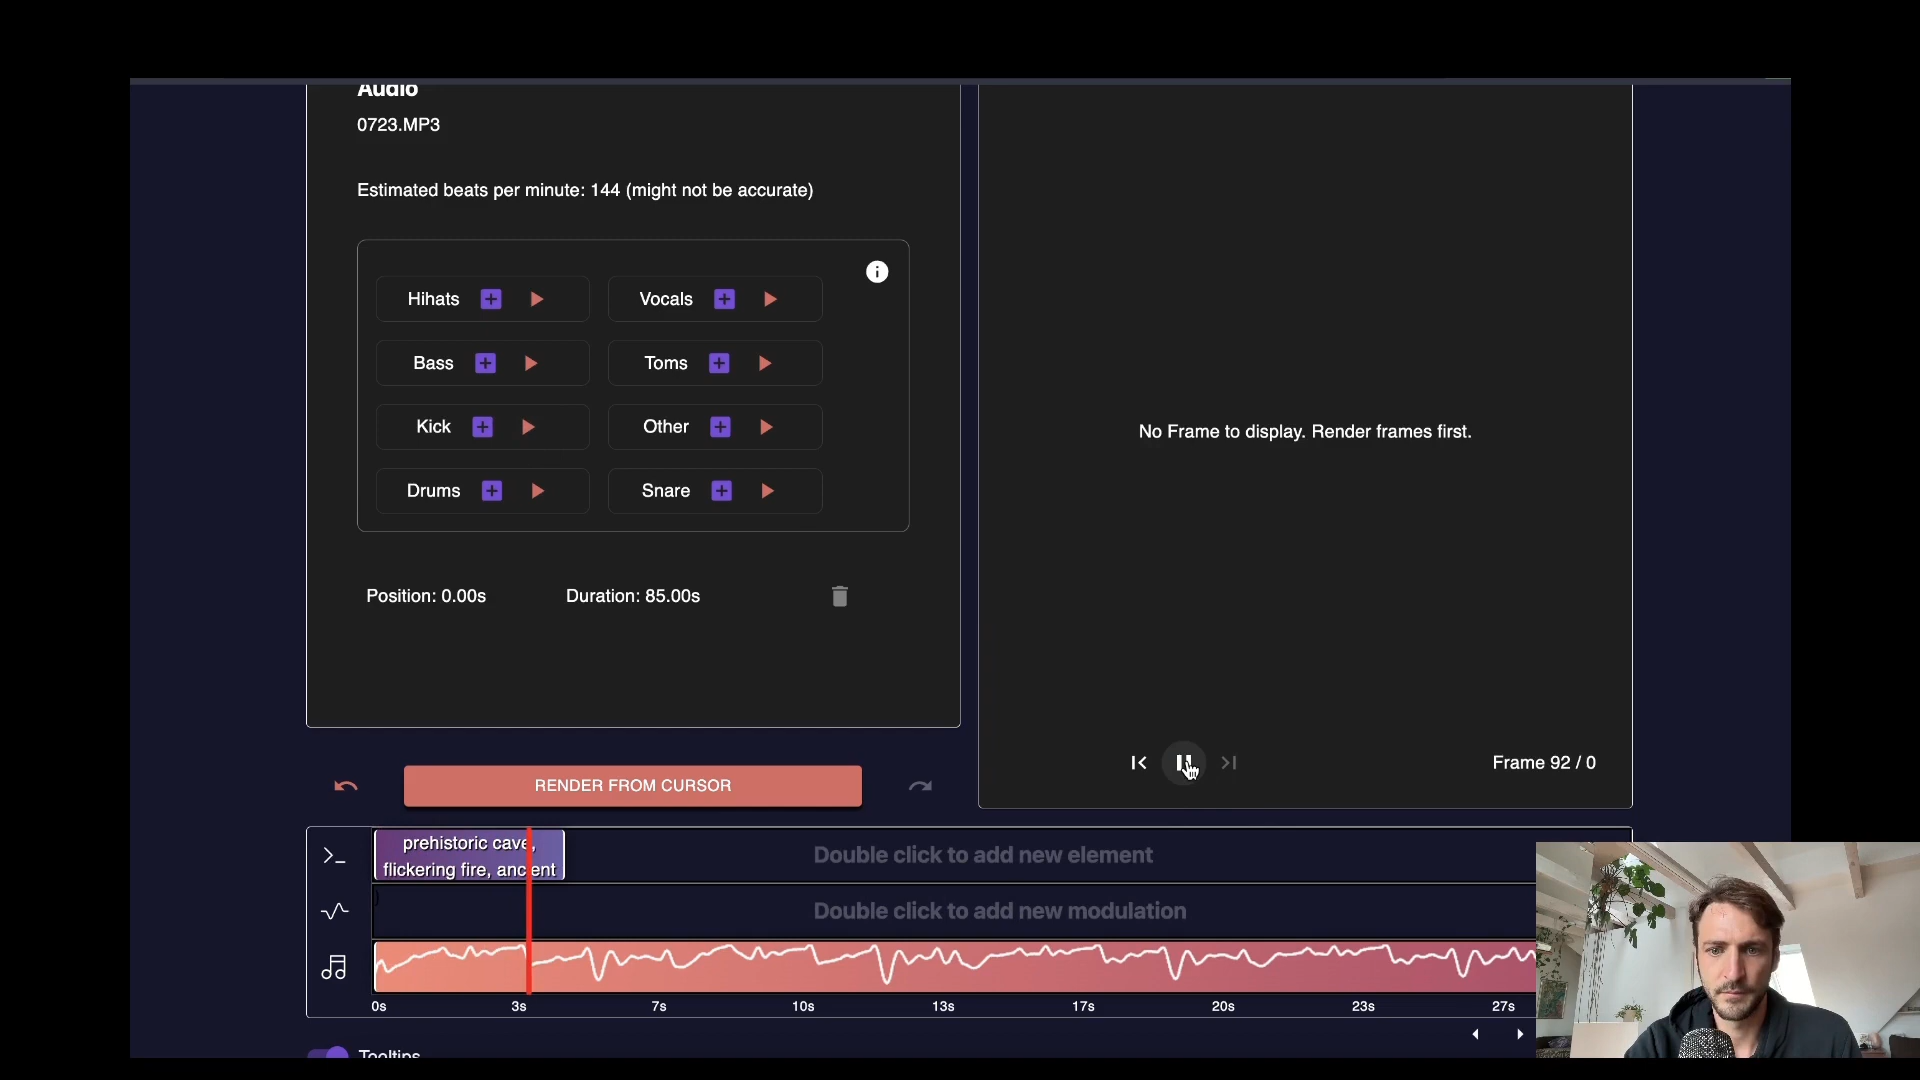 Audio
0723.MP3
Estimated beats per minute: 144 (might not be accurate)
Hihats
Vocals
Bass
Toms
Kick
Other
Drums
Snare
Position: 0.00s
Duration: 85.00s
No Frame to display. Render frames first.
Frame 92 / 0
RENDER FROM CURSOR
prehistoric cave,
flickering fire, ancient
Double click to add new element
Double click to add new modulation
0s
3s
7s
10s
13s
17s
20s
23s
27s
Tooltips